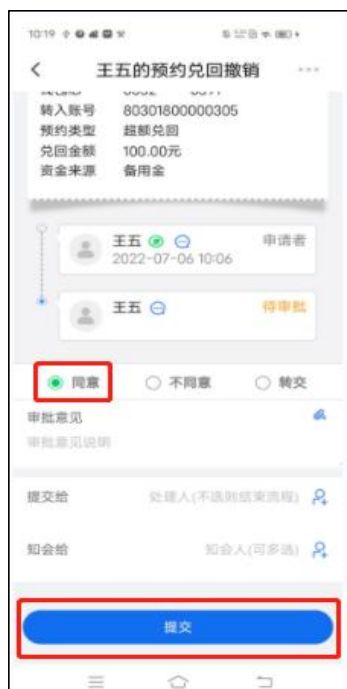 10:19
王五的预约兑回撤销
转入账号 80301800000305
预约类型 超额兑回
兑回金额 100.00元
资金来源 备用金
王五 申请者
2022-07-06 10:06
王五 待审批
同意 不同意 转交
审批意见
审批意见说明
提交给 处理人(不选则结束流程)
知会给 知会人(可多选)
提交